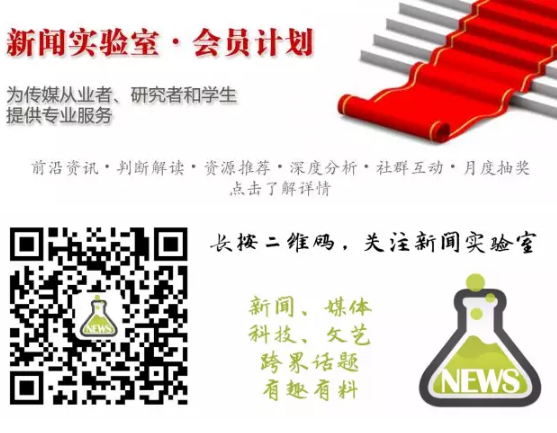 新闻实验室·会员计划
为传媒从业者、研究者和学生
提供专业服务
前沿资讯·判断解读·资源推荐·深度分析·社群互动·月度抽奖
点击了解详情
长按二维码，关注新闻实验室
新闻、媒体
科技、文艺
跨界话题
有趣有料
NEWS
NEWS